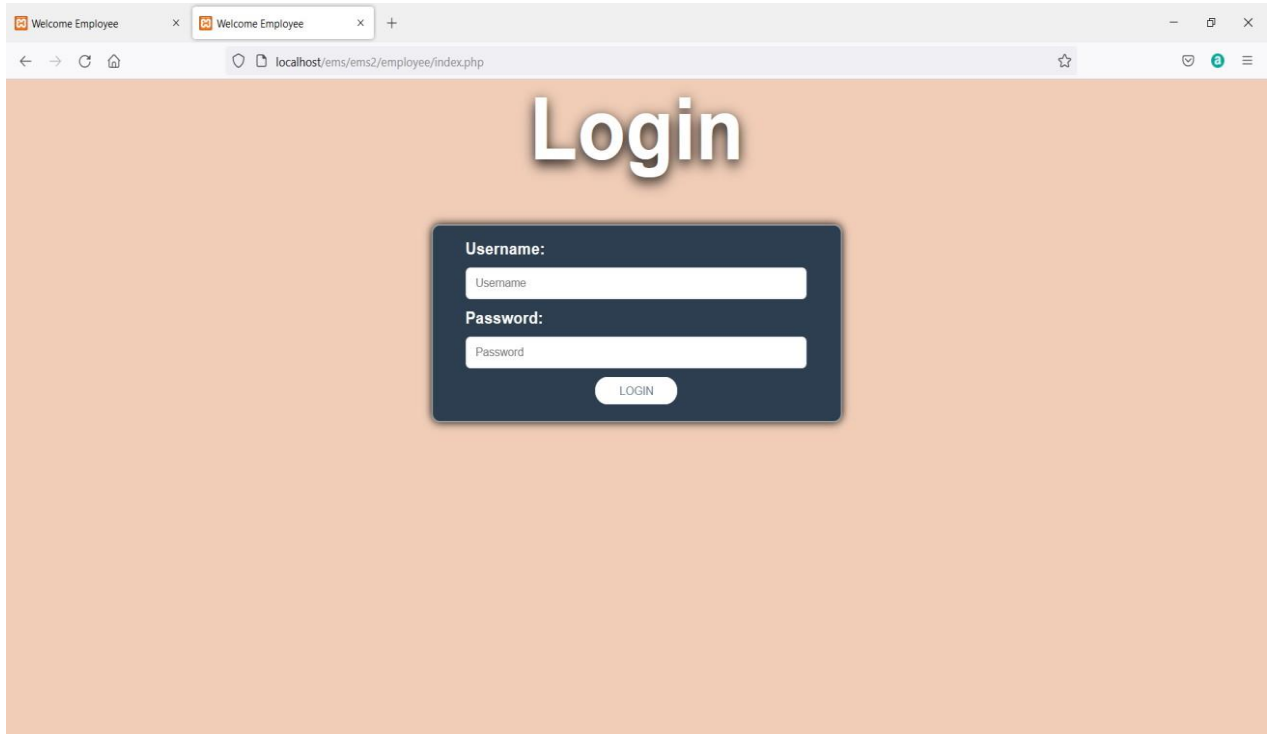 Welcome Employee
Welcome Employee
localhost/ems/ems2/employee/index.php
Login
Username:
Username
Password:
Password
LOGIN